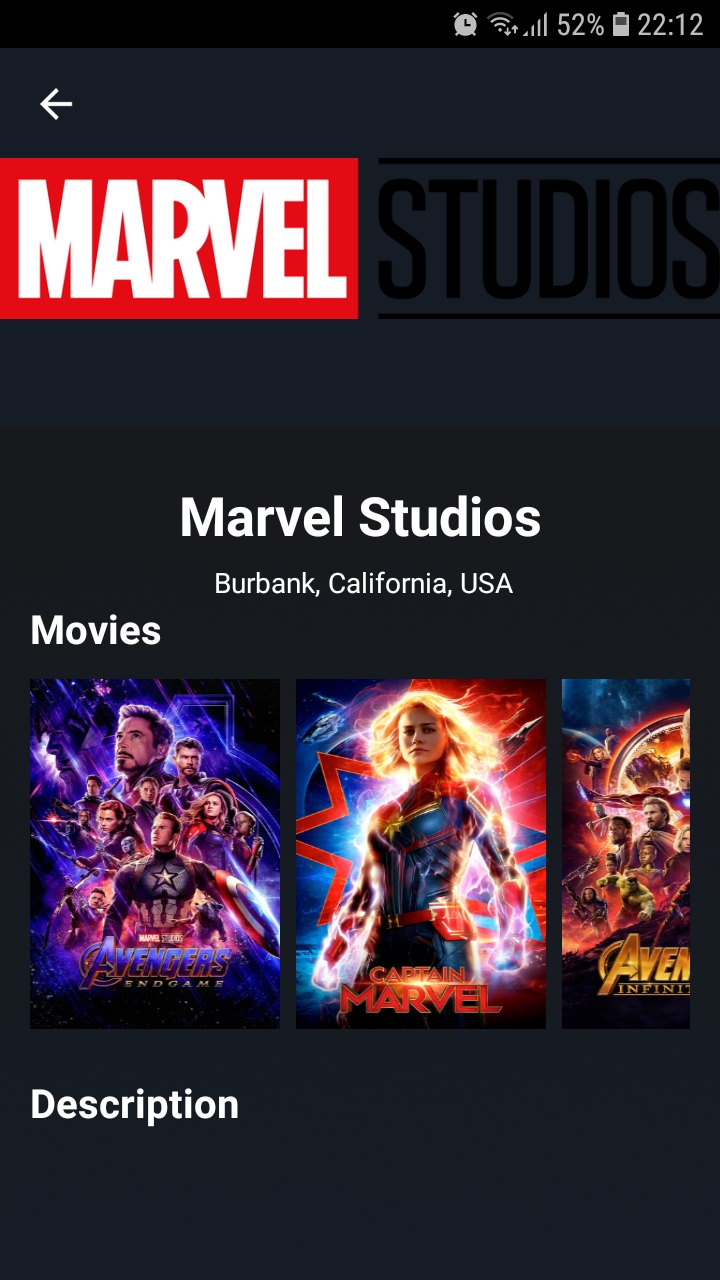 52% 22:12
MARVEL STUDIOS
Marvel Studios
Burbank, California, USA
Movies
MARVEL STUDIOS
AVENGERS
ENDGAME
CAPTAIN
MARVEL
AVEN
INFINIT
Description